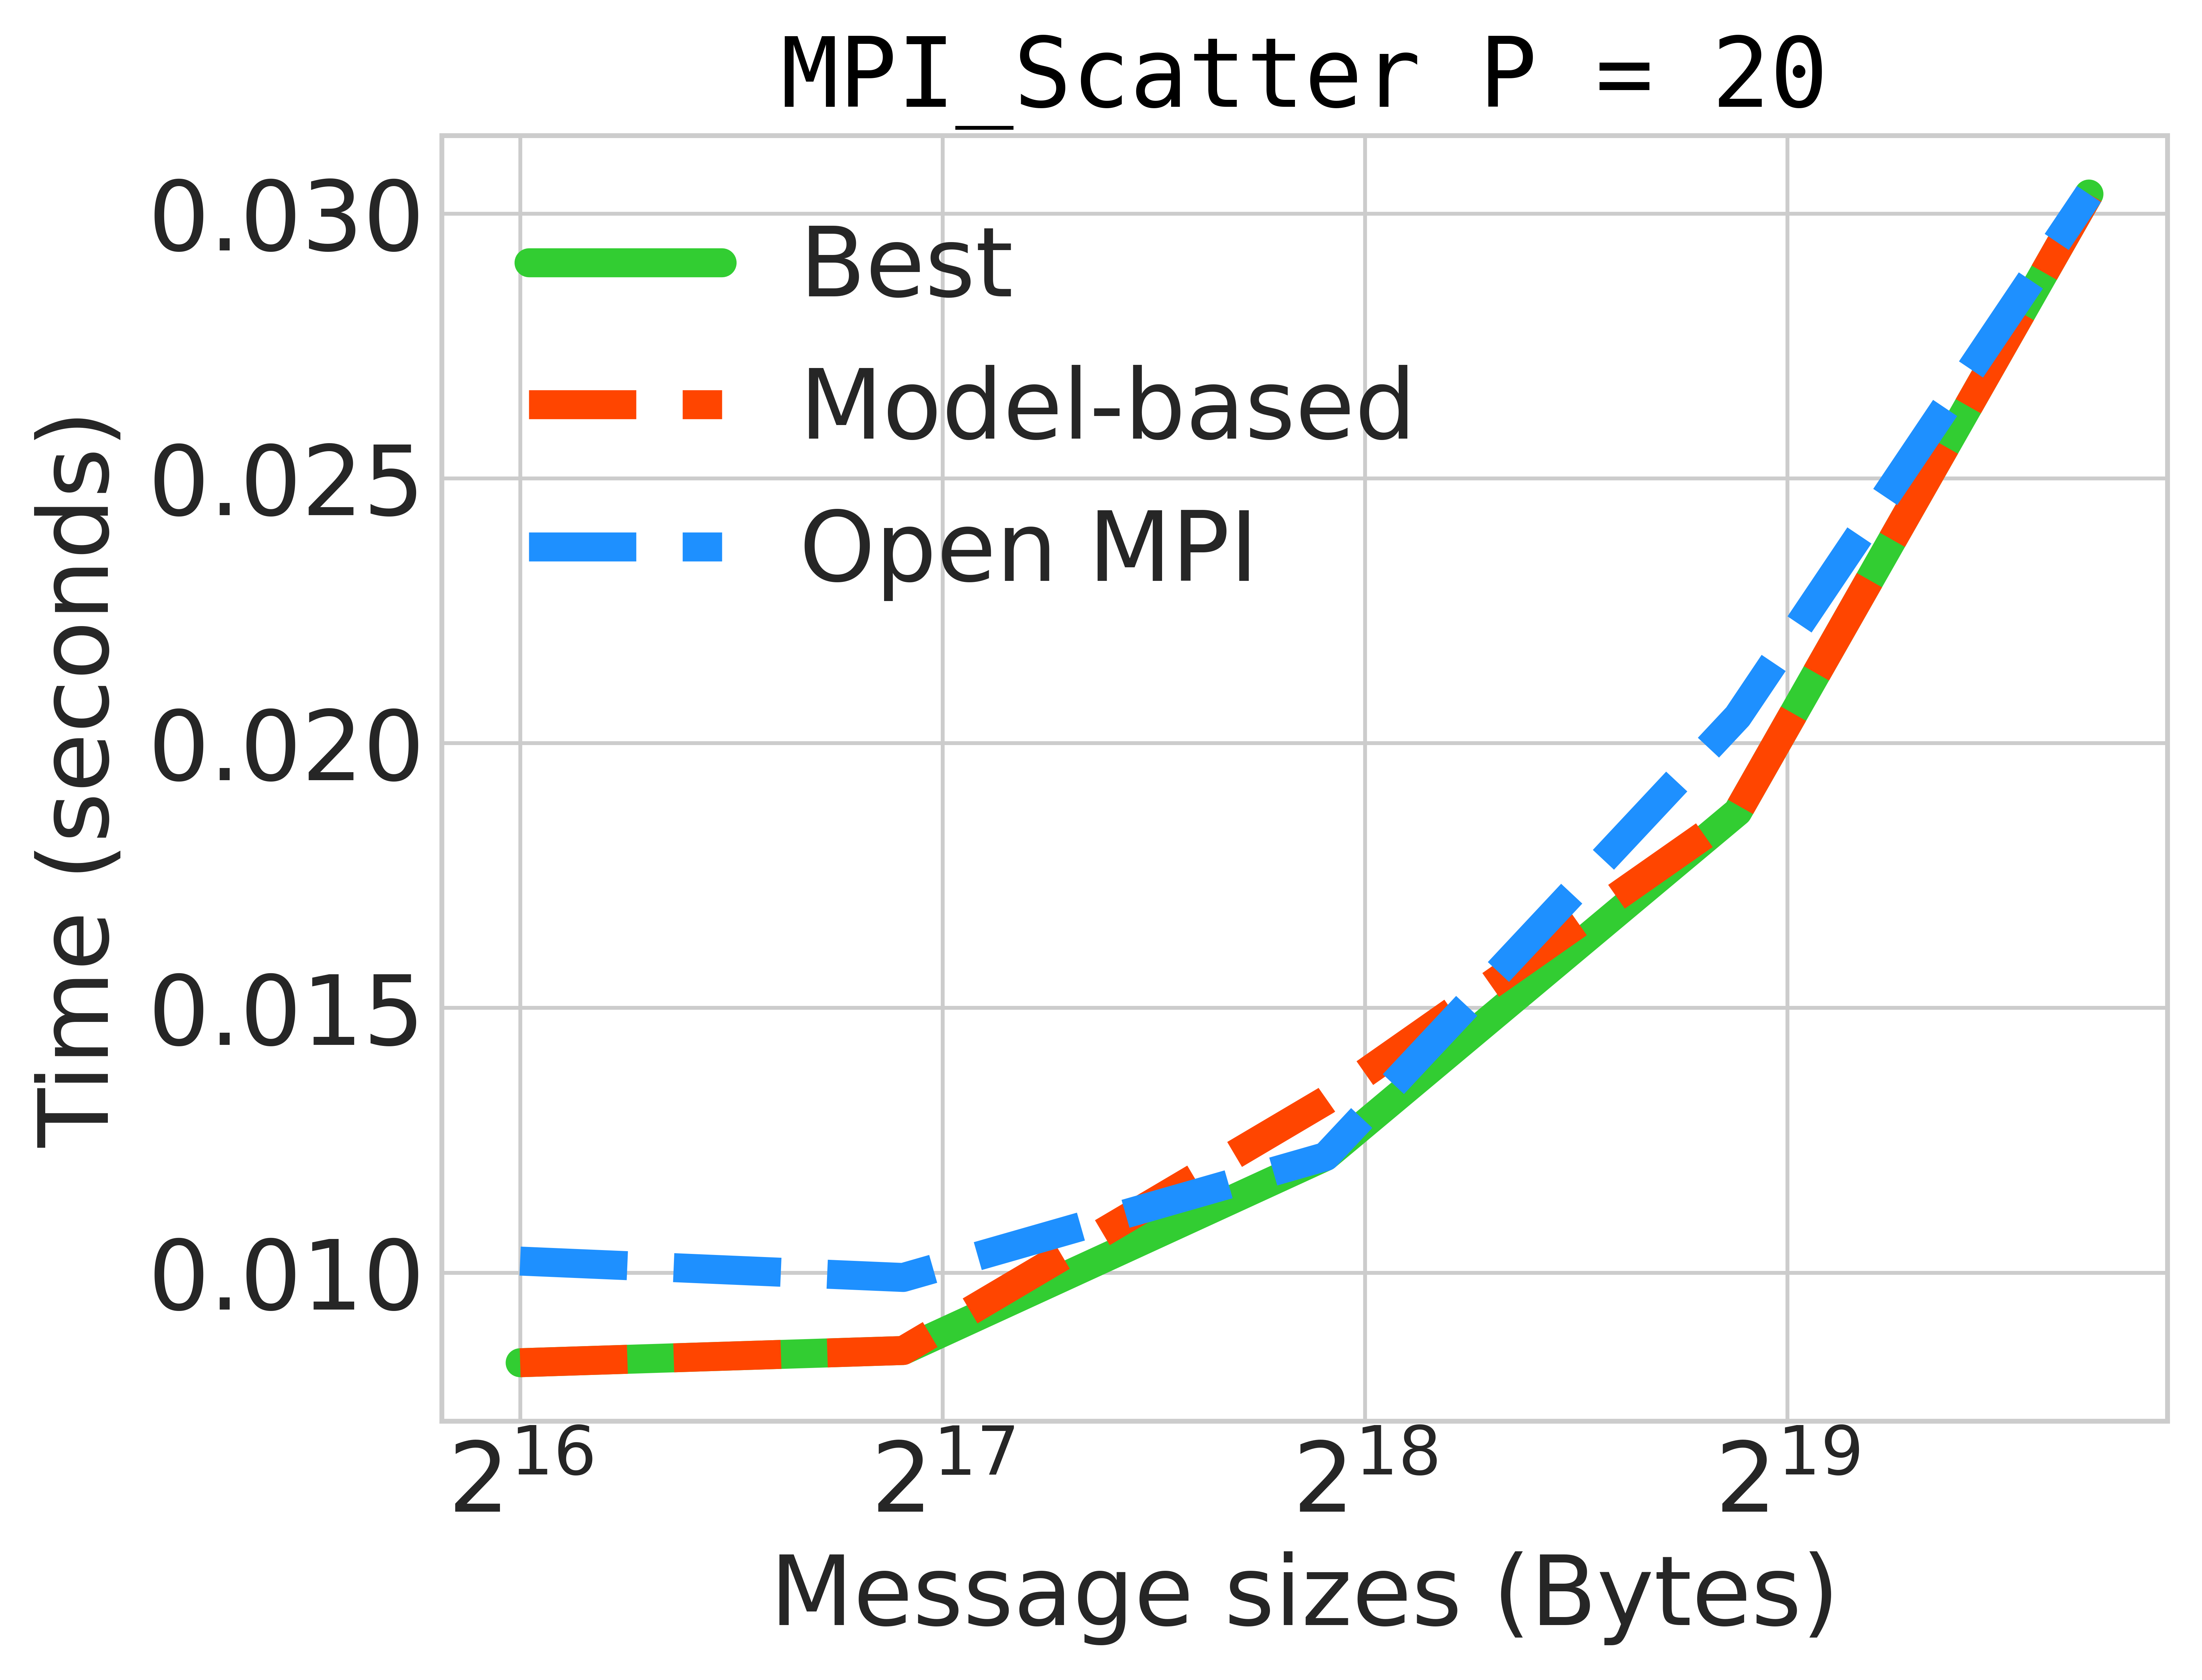 MPI_Scatter P = 20
0.030
0.025
0.020
0.015
0.010
Time (seconds)
Best
Model-based
Open MPI
2^16 2^17 2^18 2^19
Message sizes (Bytes)